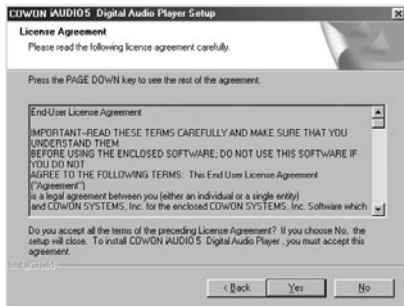 COWON iAUDIO 5 Digital Audio Player Setup
License Agreement
Please read the following license agreement carefully.
Press the PAGE DOWN key to see the rest of the agreement.
End-User License Agreement
IMPORTANT-READ THESE TERMS CAREFULLY AND MAKE SURE THAT YOU
UNDERSTAND THEM
BEFORE USING THE ENCLOSED SOFTWARE; DO NOT USE THIS SOFTWARE IF
YOU DO NOT
AGREE TO THE FOLLOWING TERMS: This End User License Agreement
("Agreement")
is a legal agreement between you (either an individual or a single entity)
and COWON SYSTEMS, Inc. for the enclosed COWON SYSTEMS, Inc. Software which
Do you accept all the terms of the preceding License Agreement? If you choose No, the
setup will close. To install COWON iAUDIO 5 Digital Audio Player , you must accept this
agreement.
InstallShield
< Back Yes No